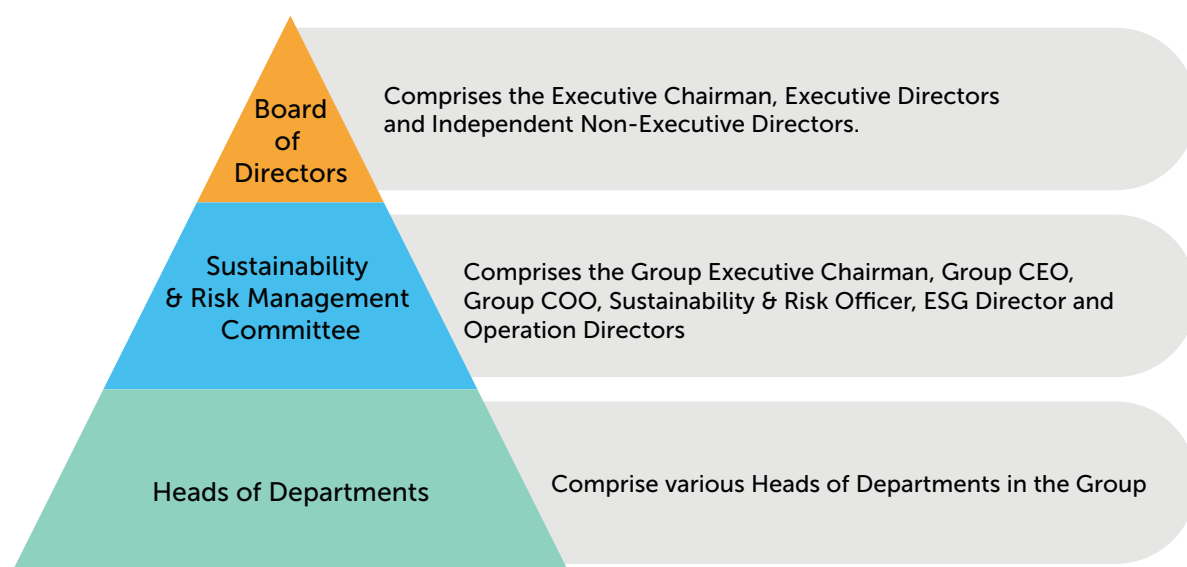 Board
of
Directors
Comprises the Executive Chairman, Executive Directors
and Independent Non-Executive Directors.
Sustainability
& Risk Management
Committee
Comprises the Group Executive Chairman, Group CEO,
Group COO, Sustainability & Risk Officer, ESG Director and
Operation Directors
Heads of Departments
Comprise various Heads of Departments in the Group